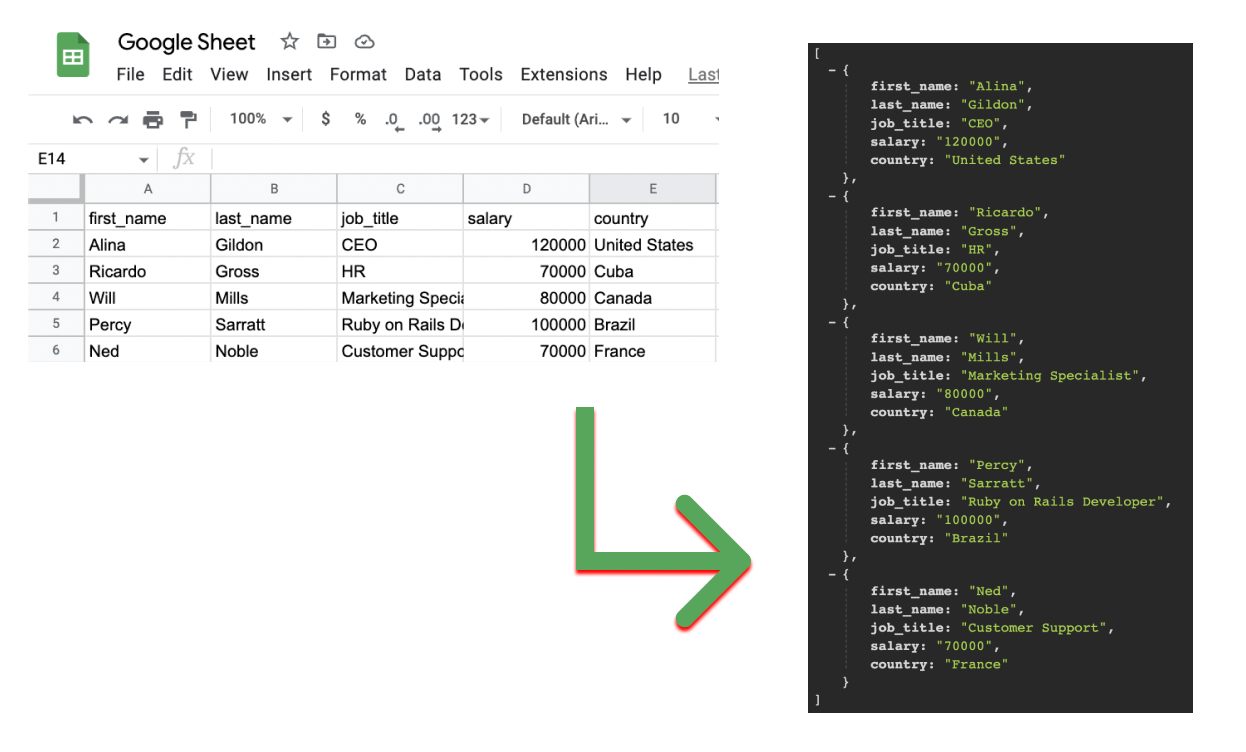 Google Sheet
File Edit View Insert Format Data Tools Extensions Help Last
100% $ % .0 .00 123 Default (Ari... 10
E14 fx
A B C D E
1 first_name last_name job_title salary country
2 Alina Gildon CEO 120000 United States
3 Ricardo Gross HR 70000 Cuba
4 Will Mills Marketing Specia 80000 Canada
5 Percy Sarratt Ruby on Rails De 100000 Brazil
6 Ned Noble Customer Suppo 70000 France
[
- {
first_name: "Alina",
last_name: "Gildon",
job_title: "CEO",
salary: "120000",
country: "United States"
},
- {
first_name: "Ricardo",
last_name: "Gross",
job_title: "HR",
salary: "70000",
country: "Cuba"
},
- {
first_name: "Will",
last_name: "Mills",
job_title: "Marketing Specialist",
salary: "80000",
country: "Canada"
},
- {
first_name: "Percy",
last_name: "Sarratt",
job_title: "Ruby on Rails Developer",
salary: "100000",
country: "Brazil"
},
- {
first_name: "Ned",
last_name: "Noble",
job_title: "Customer Support",
salary: "70000",
country: "France"
}
]